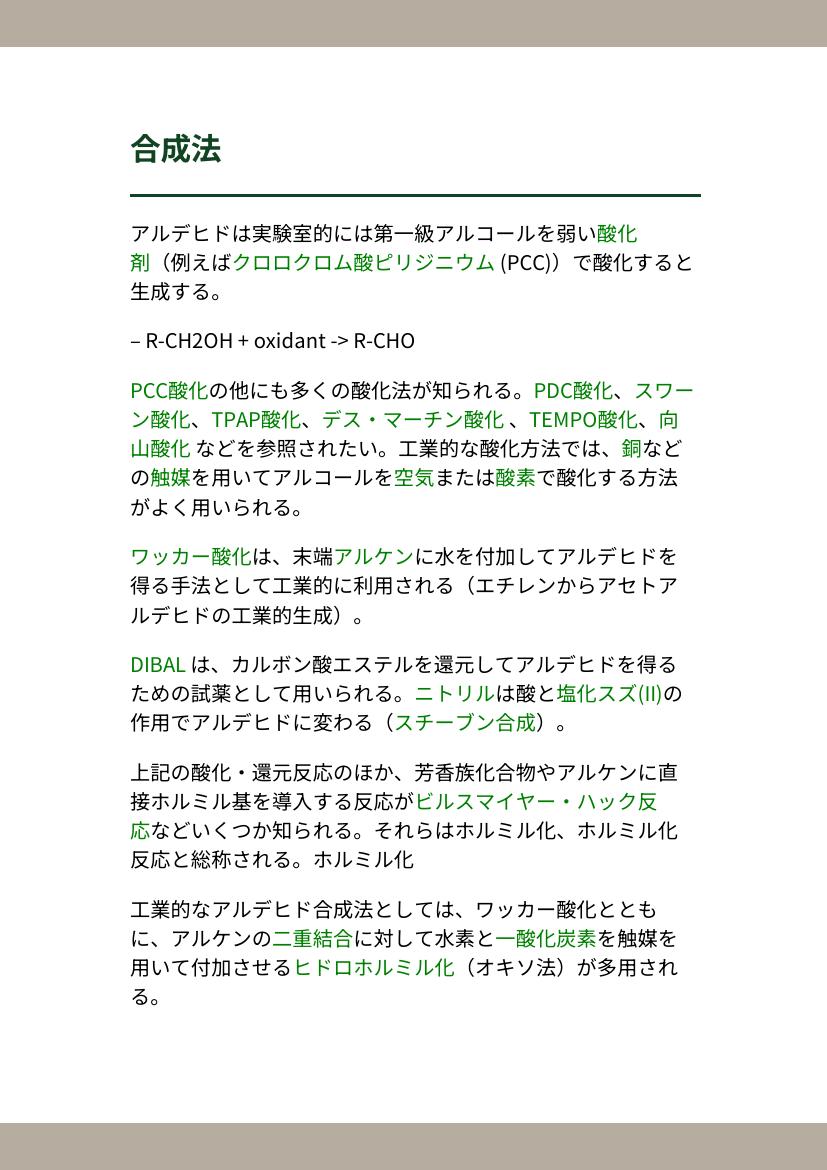 合成法
アルデヒドは実験室的には第一級アルコールを弱い酸化
剤（例えばクロロクロム酸ピリジニウム (PCC)）で酸化すると
生成する。
– R-CH2OH + oxidant -> R-CHO
PCC酸化の他にも多くの酸化法が知られる。PDC酸化、スワー
ン酸化、TPAP酸化、デス・マーチン酸化 、TEMPO酸化、向
山酸化 などを参照されたい。工業的な酸化方法では、銅など
の触媒を用いてアルコールを空気または酸素で酸化する方法
がよく用いられる。
ワッカー酸化は、末端アルケンに水を付加してアルデヒドを
得る手法として工業的に利用される（エチレンからアセトア
ルデヒドの工業的生成）。
DIBAL は、カルボン酸エステルを還元してアルデヒドを得る
ための試薬として用いられる。ニトリルは酸と塩化スズ(II)の
作用でアルデヒドに変わる（スチーブン合成）。
上記の酸化・還元反応のほか、芳香族化合物やアルケンに直
接ホルミル基を導入する反応がビルスマイヤー・ハック反
応などいくつか知られる。それらはホルミル化、ホルミル化
反応と総称される。ホルミル化
工業的なアルデヒド合成法としては、ワッカー酸化ととも
に、アルケンの二重結合に対して水素と一酸化炭素を触媒を
用いて付加させるヒドロホルミル化（オキソ法）が多用され
る。